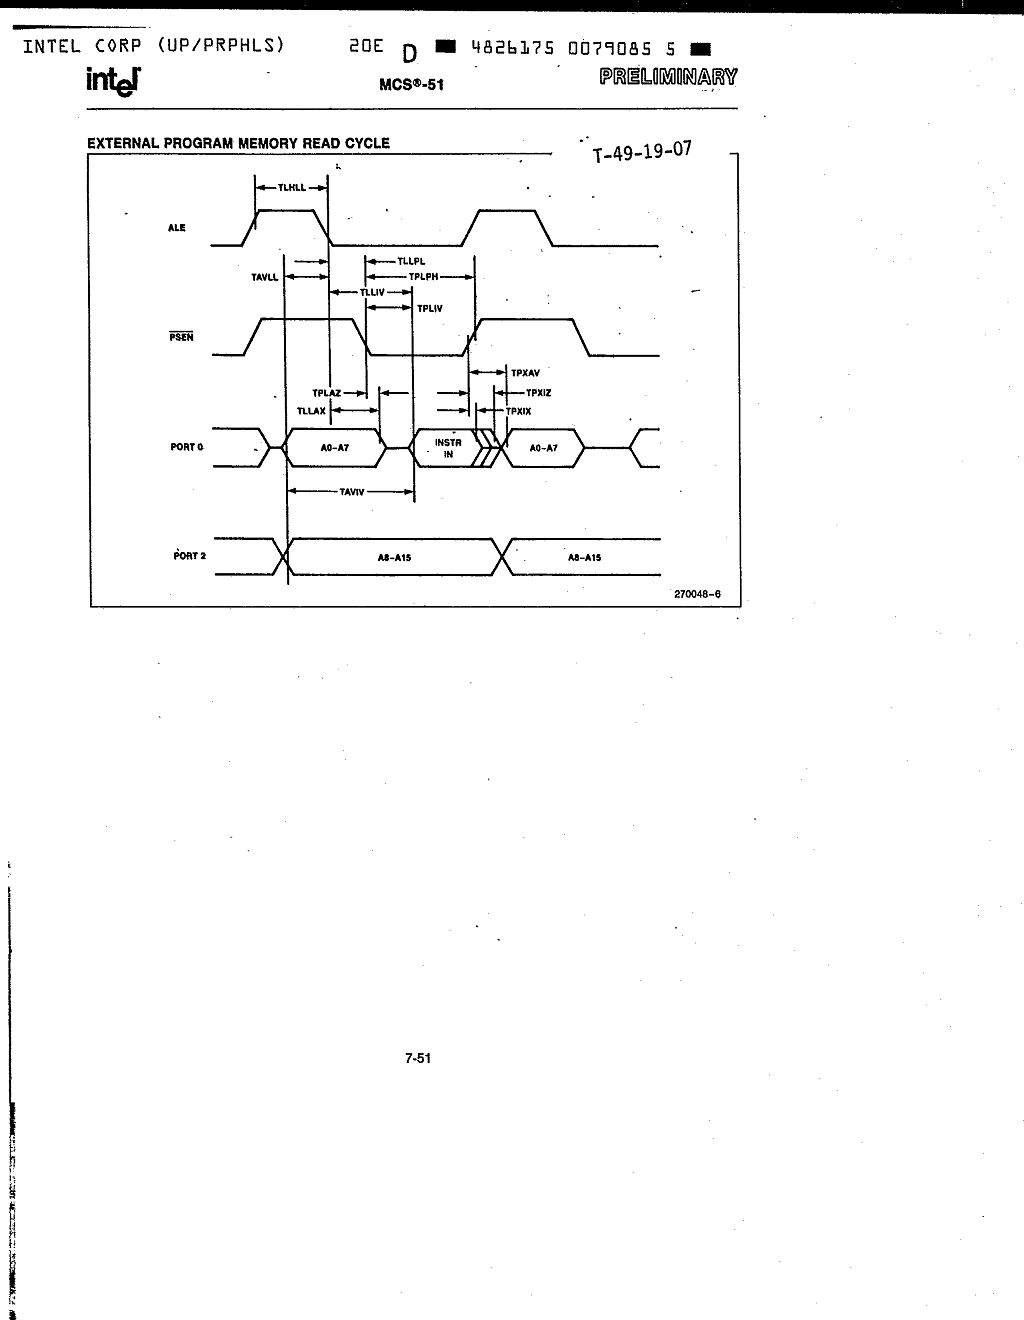 INTEL CORP (UP/PRPHLS) 20E D 4826175 0079085 5
intel MCS®-51 PRELIMINARY
EXTERNAL PROGRAM MEMORY READ CYCLE
T-49-19-07
TLHLL
ALE
TLLPL
TAVLL TPLPH
TLLIV
TPLIV
PSEN
TPXAV
TPLAZ TPXIZ
TLLAX TPXIX
PORT 0 A0-A7 INSTR IN A0-A7
TAVIV
PORT 2 A8-A15 A8-A15
270048-6
7-51